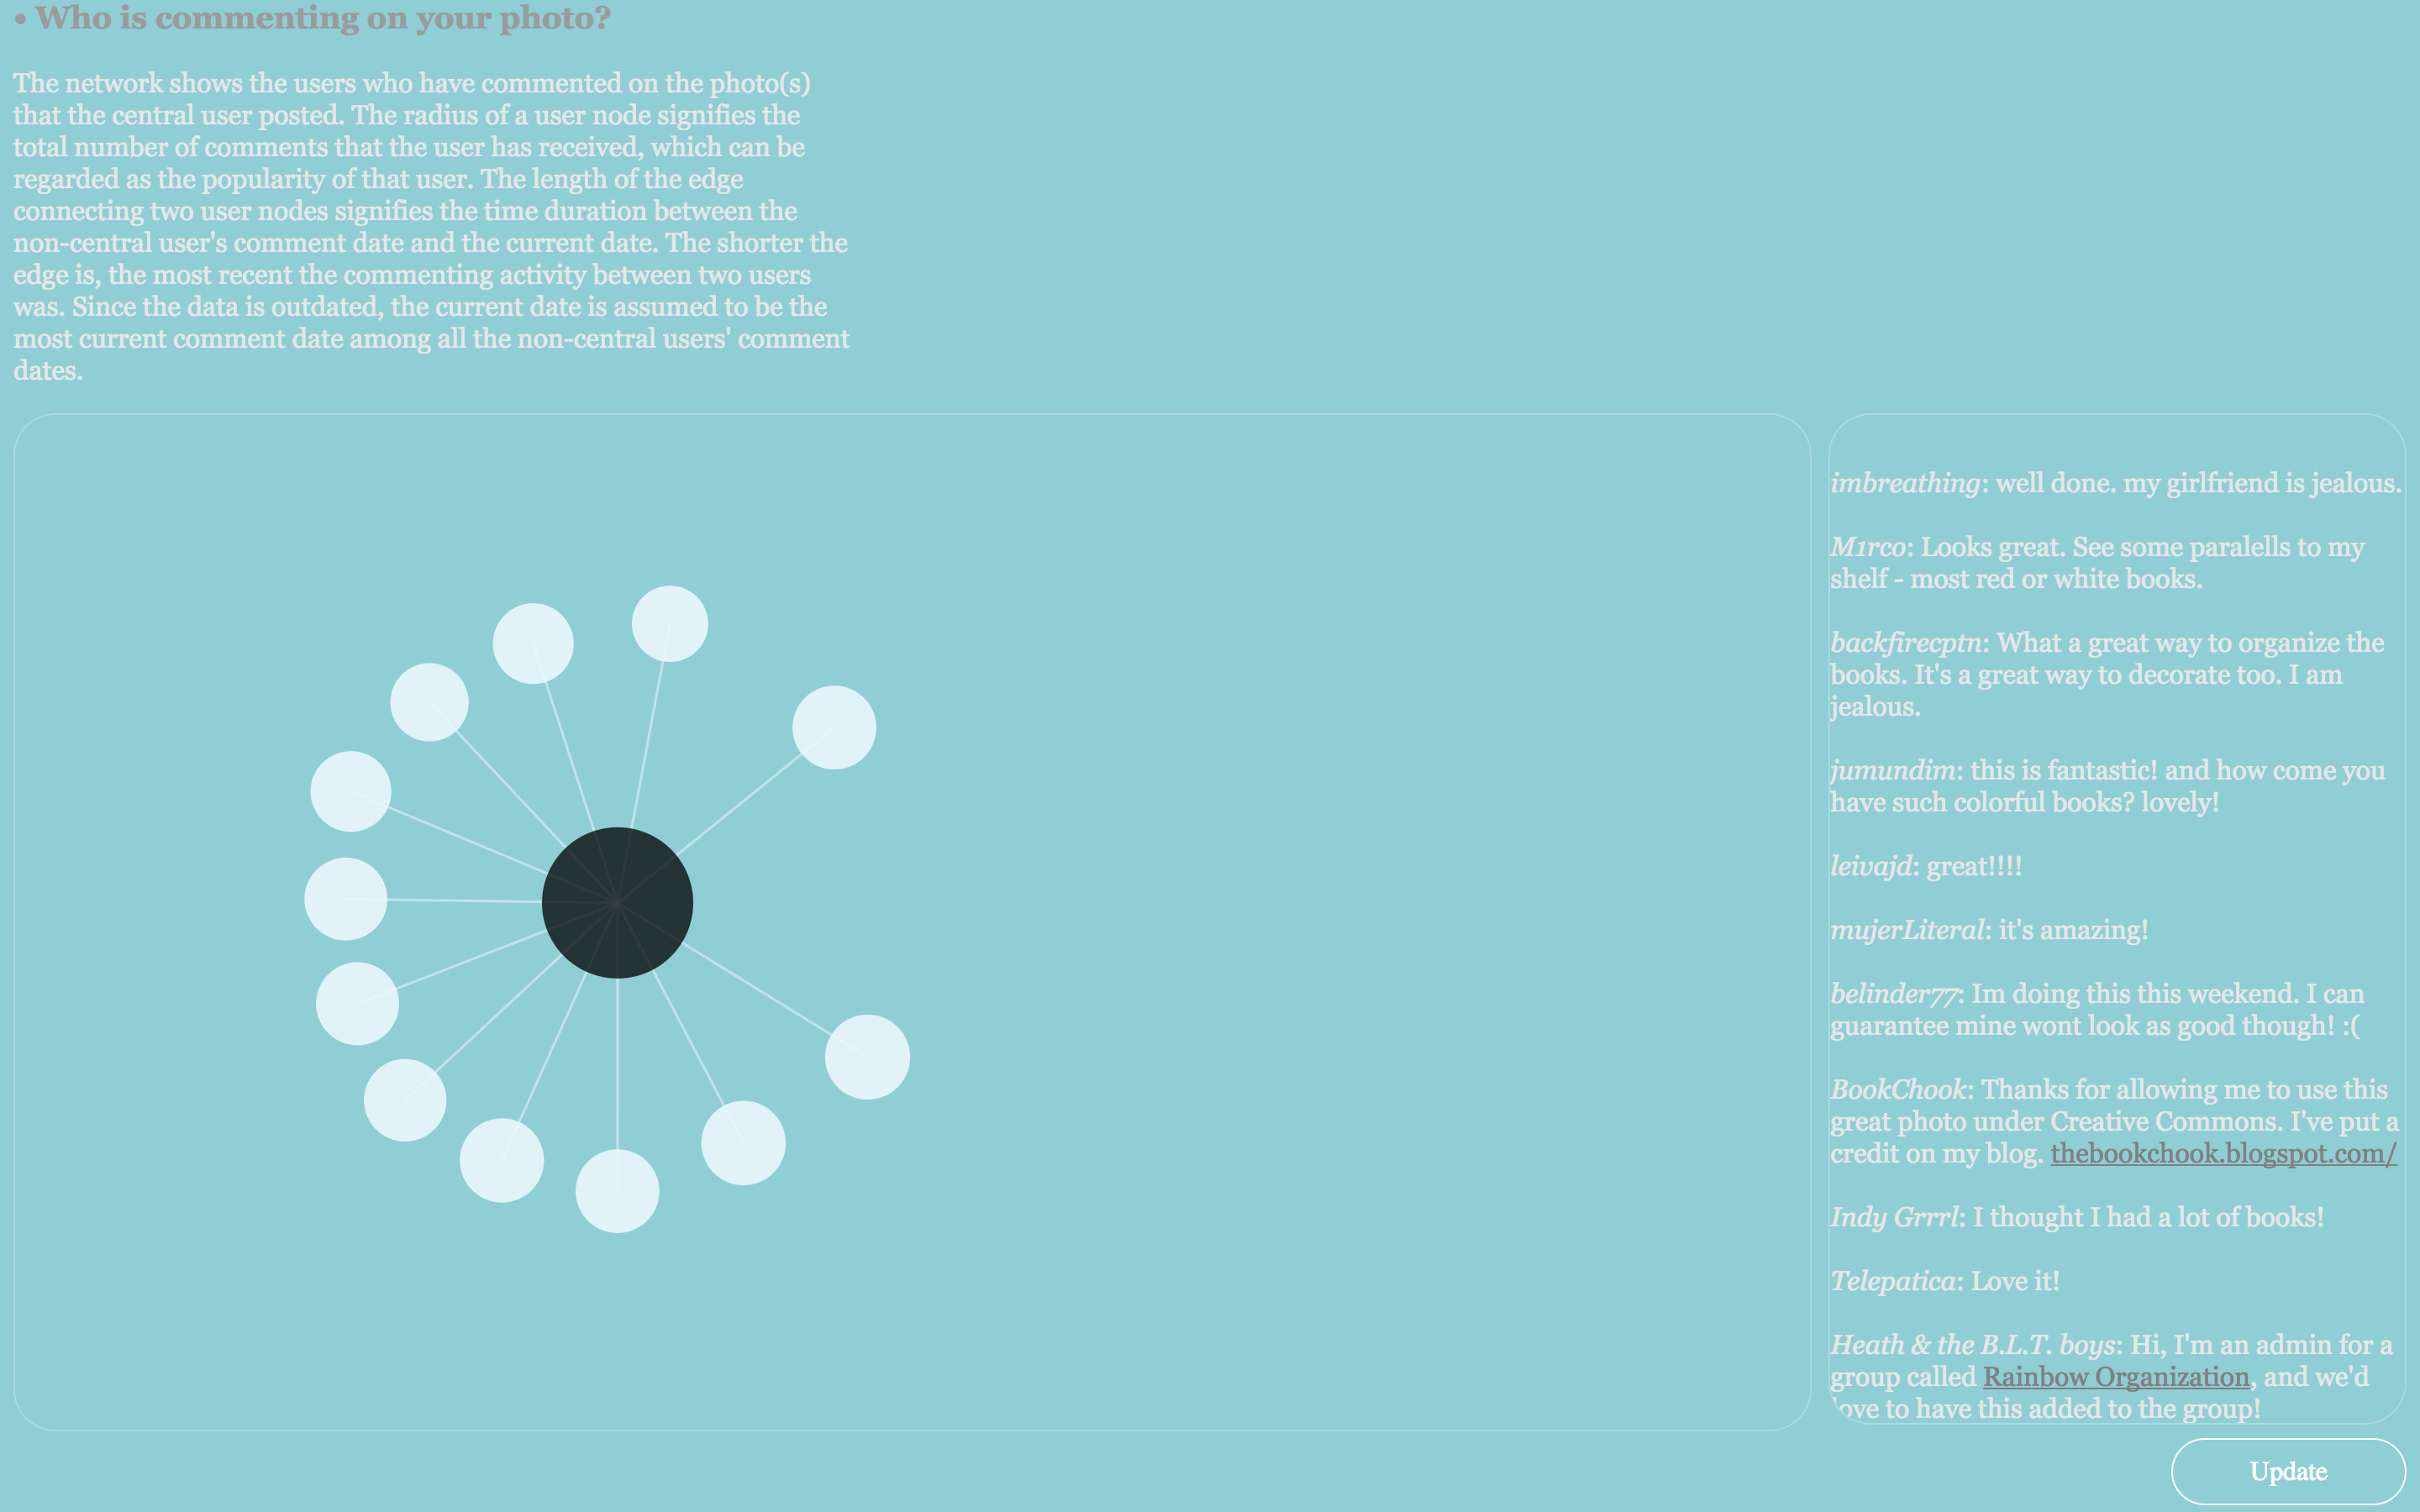 • Who is commenting on your photo?
The network shows the users who have commented on the photo(s)
that the central user posted. The radius of a user node signifies the
total number of comments that the user has received, which can be
regarded as the popularity of that user. The length of the edge
connecting two user nodes signifies the time duration between the
non-central user's comment date and the current date. The shorter the
edge is, the most recent the commenting activity between two users
was. Since the data is outdated, the current date is assumed to be the
most current comment date among all the non-central users' comment
dates.
imbreathing: well done. my girlfriend is jealous.
M1rco: Looks great. See some paralells to my
shelf - most red or white books.
backfirecptn: What a great way to organize the
books. It's a great way to decorate too. I am
jealous.
jumundim: this is fantastic! and how come you
have such colorful books? lovely!
leivajd: great!!!!
mujerLiteral: it's amazing!
belinder77: Im doing this this weekend. I can
guarantee mine wont look as good though! :(
BookChook: Thanks for allowing me to use this
great photo under Creative Commons. I've put a
credit on my blog. thebookchook.blogspot.com/
Indy Grrrl: I thought I had a lot of books!
Telepatica: Love it!
Heath & the B.L.T. boys: Hi, I'm an admin for a
group called Rainbow Organization, and we'd
love to have this added to the group!
Update